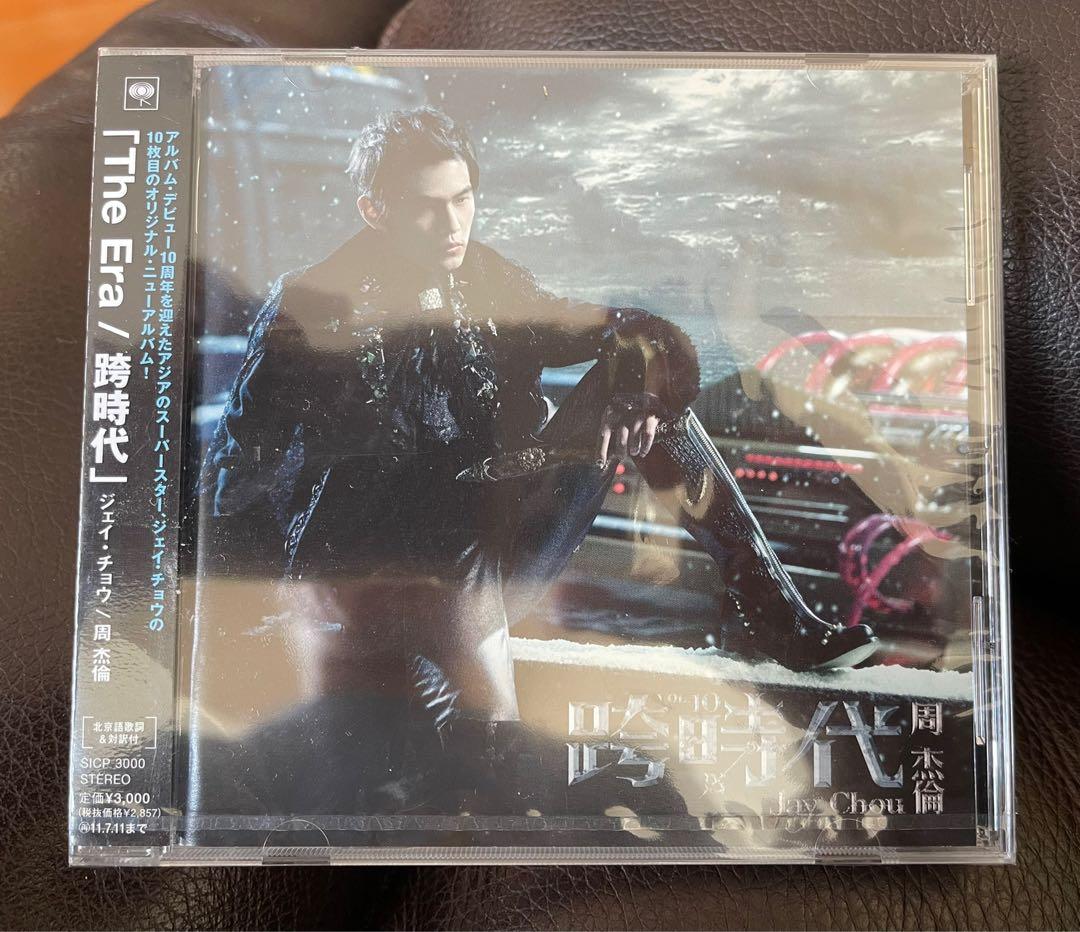 アルバム・デビュー10周年を迎えたアジアのスーパースター、ジェイ・チョウの
10枚目のオリジナル・ニューアルバム！
「The Era / 跨時代」ジェイ・チョウ / 周 杰倫
北京語歌詞
&対訳付
SICP 3000
STEREO
定価¥3,000
(税抜価格¥2,857)
11.7.11まで
跨時代
周杰倫
Jay Chou